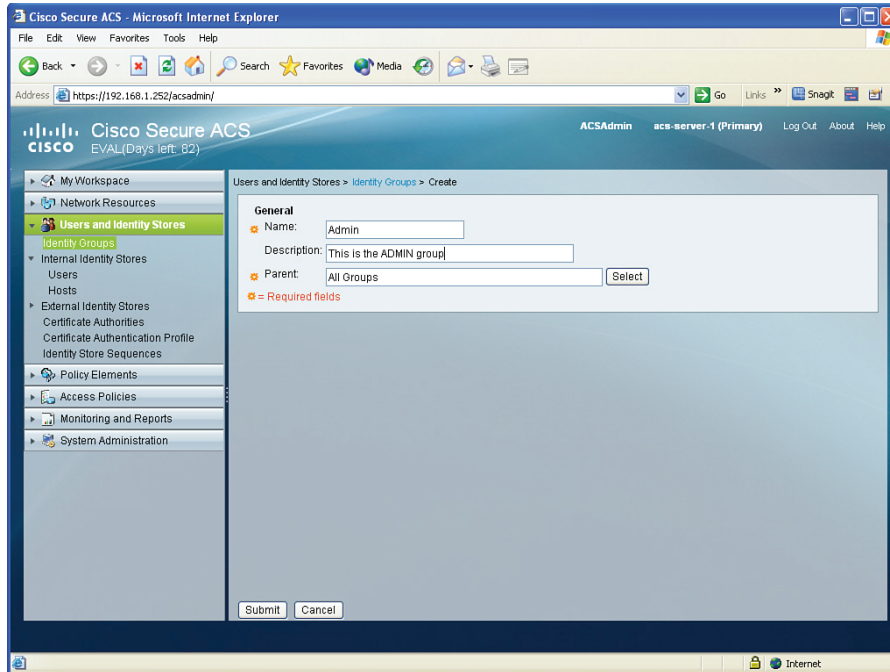 Cisco Secure ACS - Microsoft Internet Explorer
File Edit View Favorites Tools Help
Back Search Favorites Media
Address https://192.168.1.252/acsadmin/ Go Links » Snagit
CISCO Cisco Secure ACS
EVAL(Days left: 82)
ACSAdmin acs-server-1 (Primary) Log Out About Help
My Workspace
Network Resources
Users and Identity Stores
Identity Groups
Internal Identity Stores
Users
Hosts
External Identity Stores
Certificate Authorities
Certificate Authentication Profile
Identity Store Sequences
Policy Elements
Access Policies
Monitoring and Reports
System Administration
Users and Identity Stores > Identity Groups > Create
General
Name: Admin
Description: This is the ADMIN group
Parent: All Groups Select
= Required fields
Submit Cancel
Internet